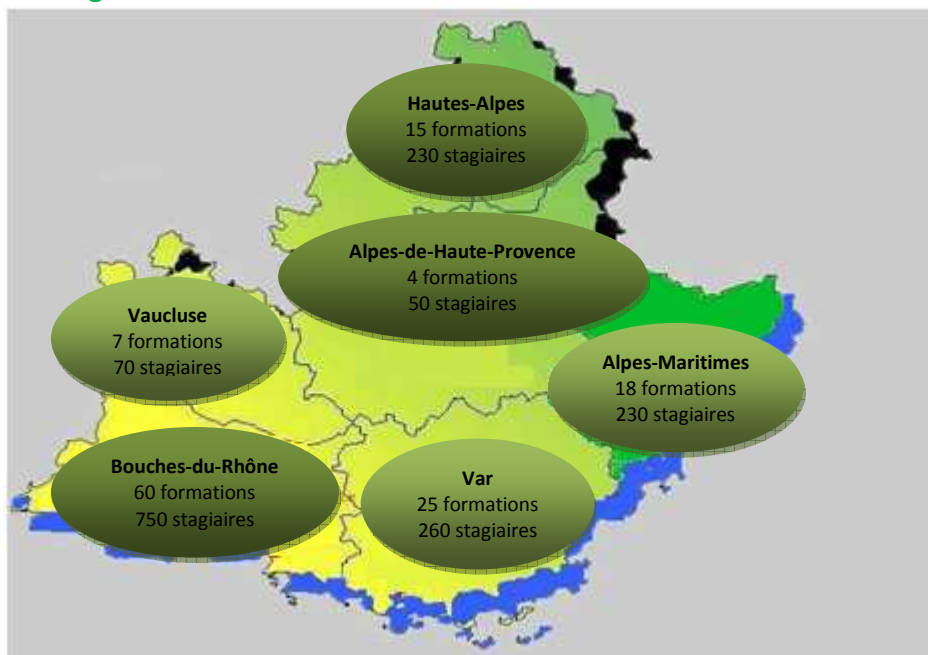 Hautes-Alpes
15 formations
230 stagiaires
Alpes-de-Haute-Provence
4 formations
50 stagiaires
Vaucluse
7 formations
70 stagiaires
Alpes-Maritimes
18 formations
230 stagiaires
Bouches-du-Rhône
60 formations
750 stagiaires
Var
25 formations
260 stagiaires